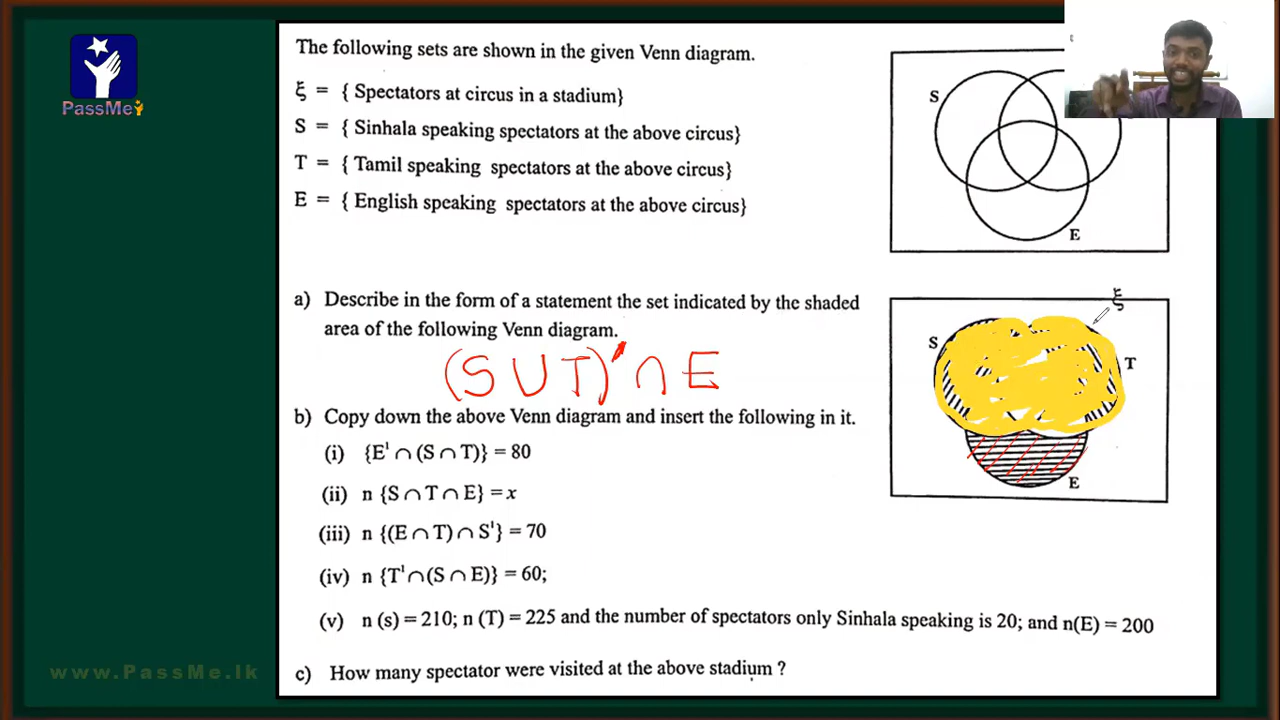 PassMe
The following sets are shown in the given Venn diagram.
ξ = { Spectators at circus in a stadium}
S = { Sinhala speaking spectators at the above circus}
T = { Tamil speaking spectators at the above circus}
E = { English speaking spectators at the above circus}
S
E
a) Describe in the form of a statement the set indicated by the shaded
area of the following Venn diagram.
(S ∪ T)' ∩ E
ξ
S
T
E
b) Copy down the above Venn diagram and insert the following in it.
(i) {E' ∩ (S ∩ T)} = 80
(ii) n {S ∩ T ∩ E} = x
(iii) n {(E ∩ T) ∩ S'} = 70
(iv) n {T' ∩ (S ∩ E)} = 60;
(v) n (s) = 210; n (T) = 225 and the number of spectators only Sinhala speaking is 20; and n(E) = 200
c) How many spectator were visited at the above stadium ?
www.PassMe.lk